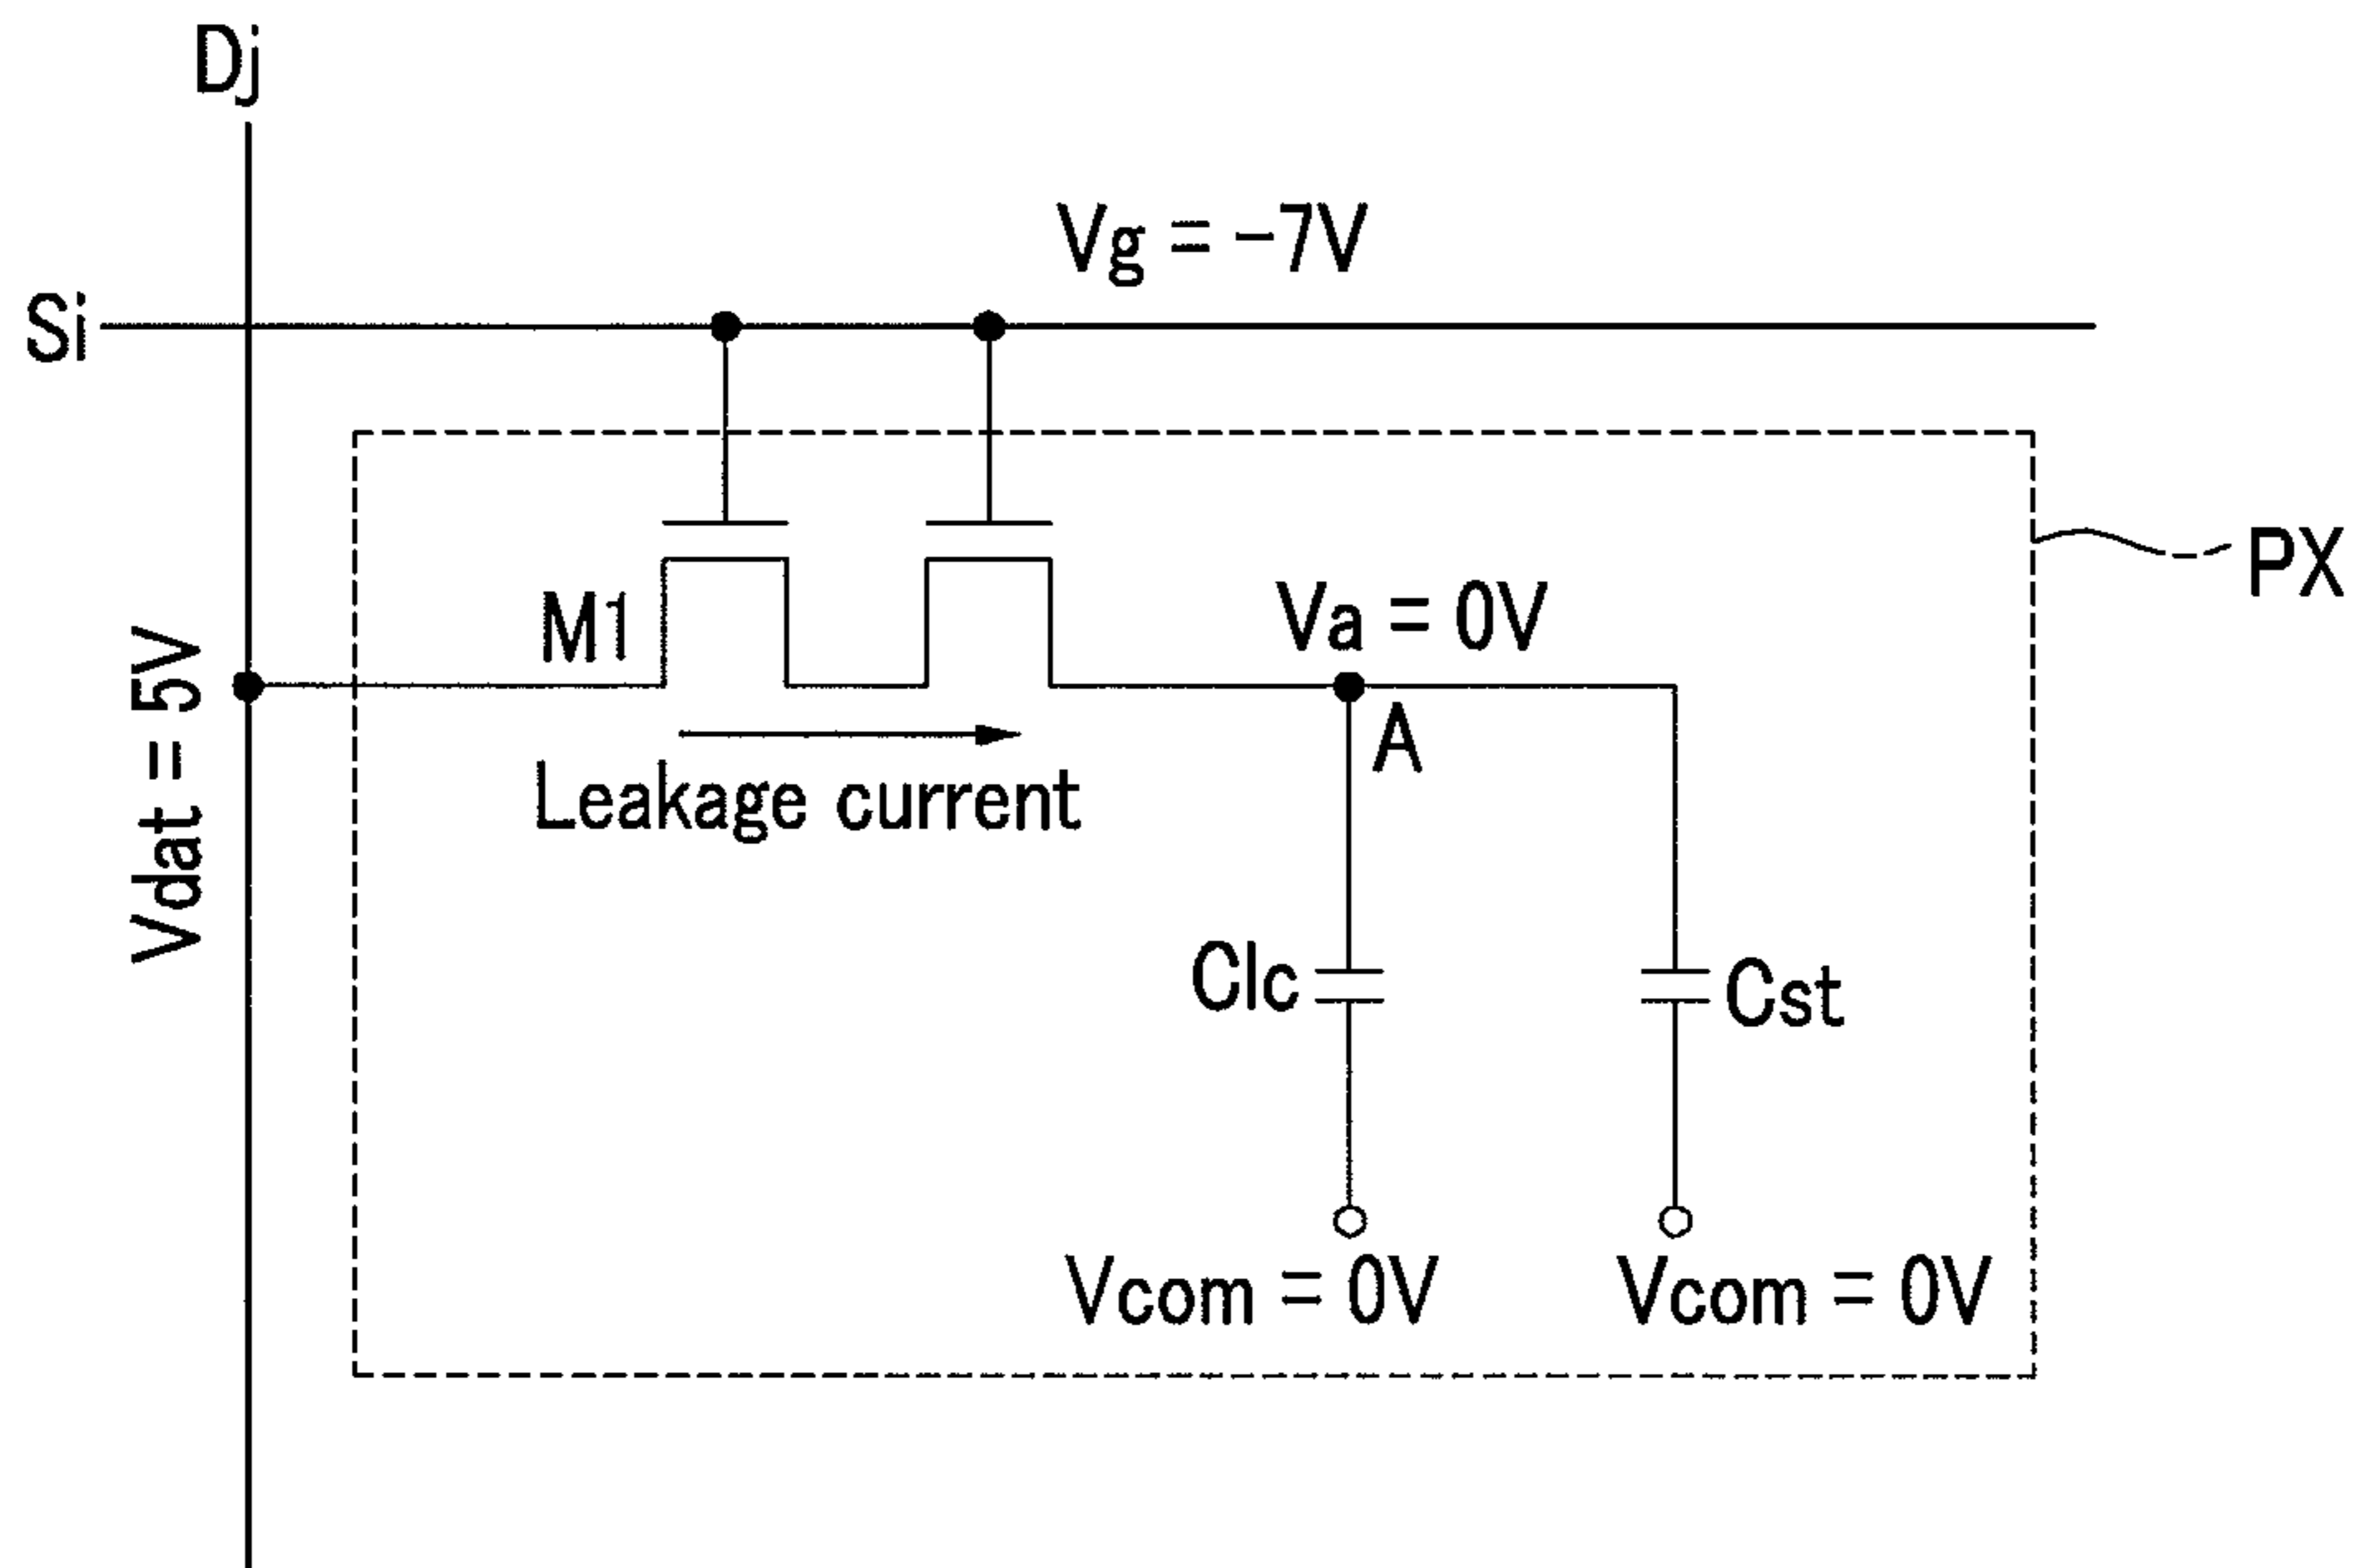 Dj
Vg = -7V
Si
PX
M1
Va = 0V
A
Vdat = 5V
Leakage current
Clc
Cst
Vcom = 0V
Vcom = 0V